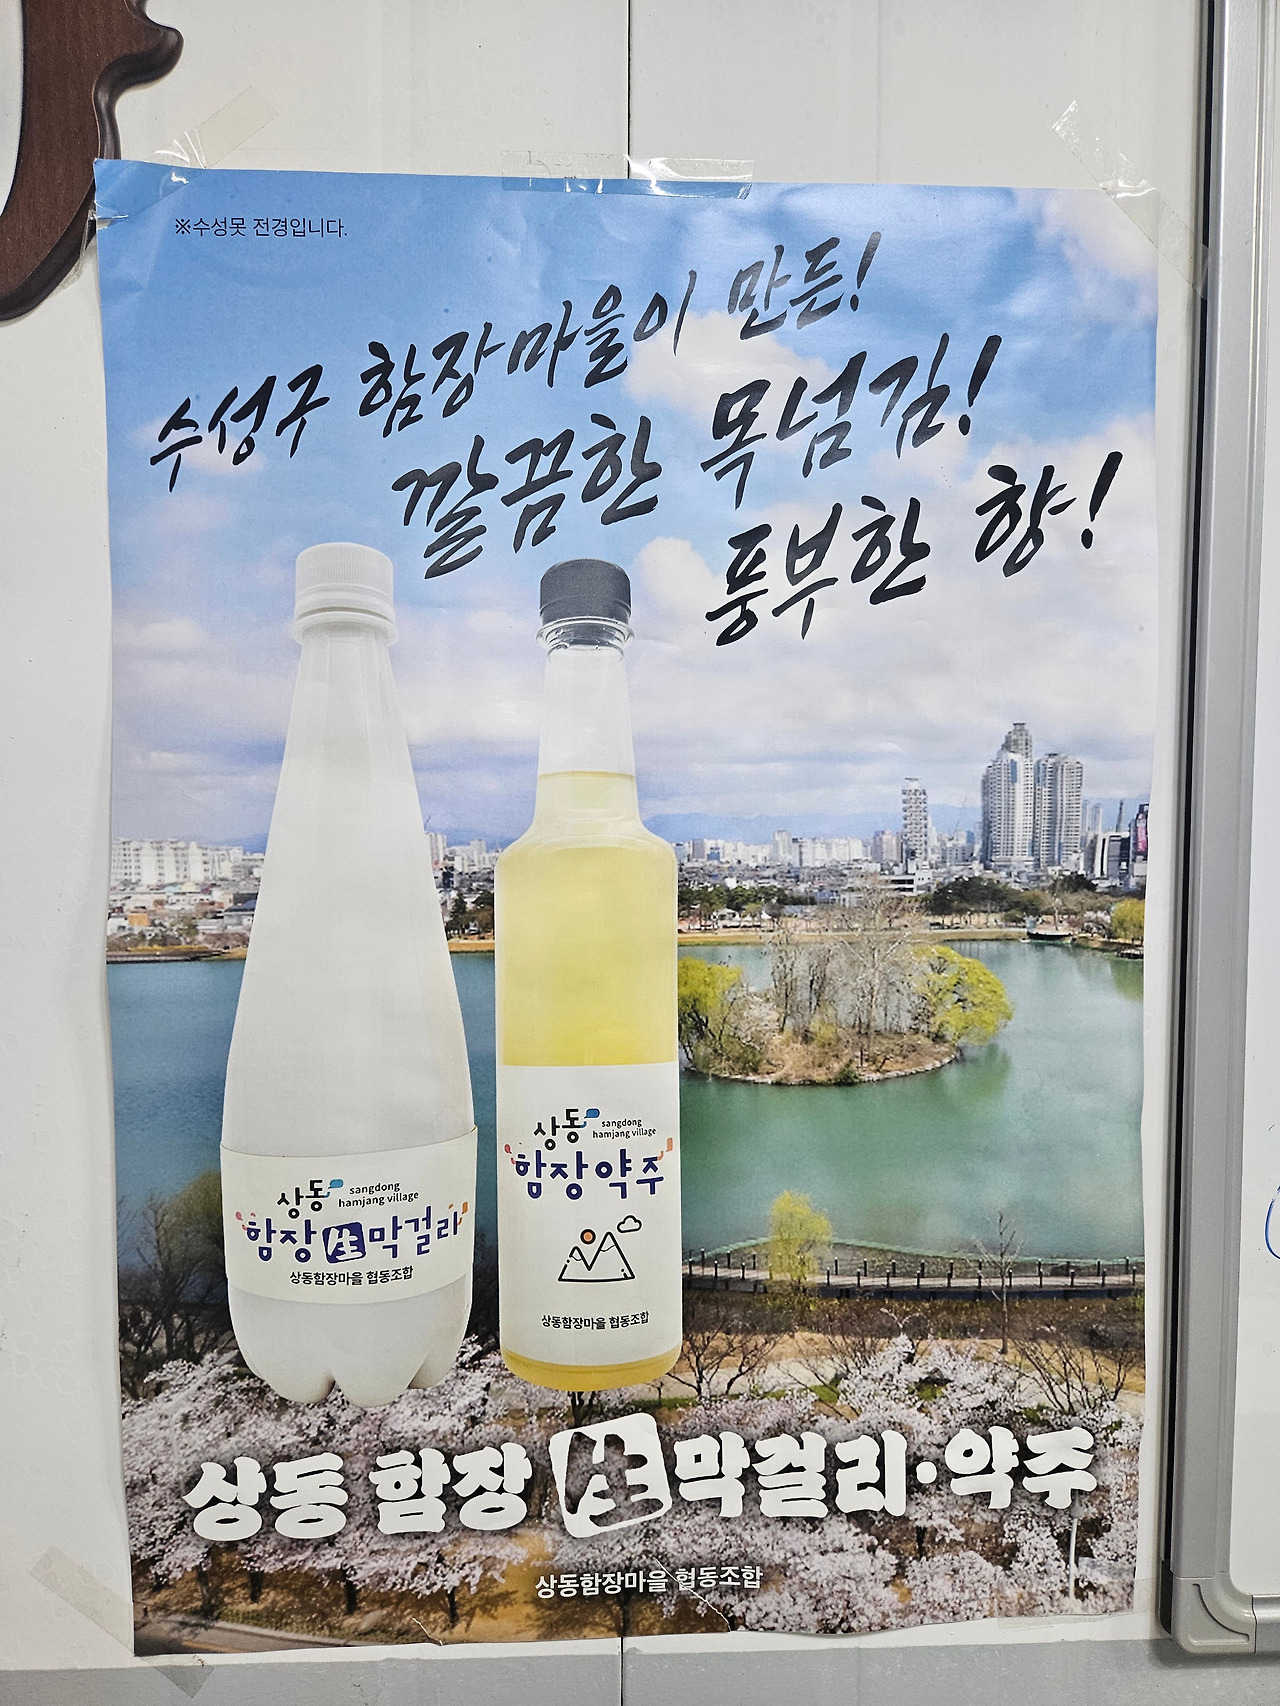 ※수성못 전경입니다.
수성구 함장마을이 만든!
깔끔한 목넘김!
풍부한 향!
상동 sangdong
hamjang village
함장生막걸리
상동함장마을 협동조합
상동 sangdong
hamjang village
함장약주
상동함장마을 협동조합
상동 함장 生 막걸리·약주
상동함장마을 협동조합